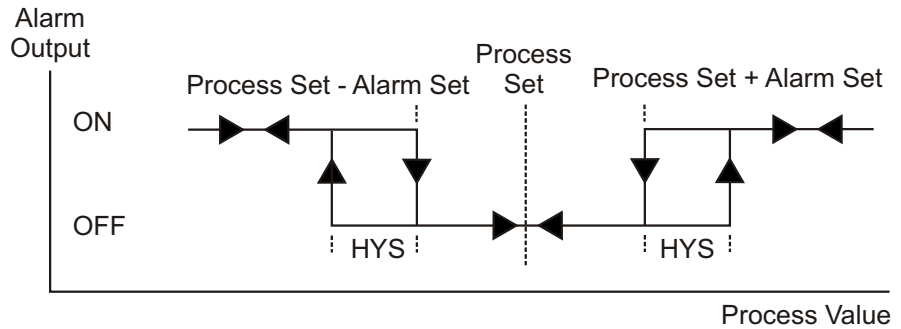 Alarm
Output
Process
Set
Process Set - Alarm Set
Process Set + Alarm Set
ON
OFF
HYS
HYS
Process Value